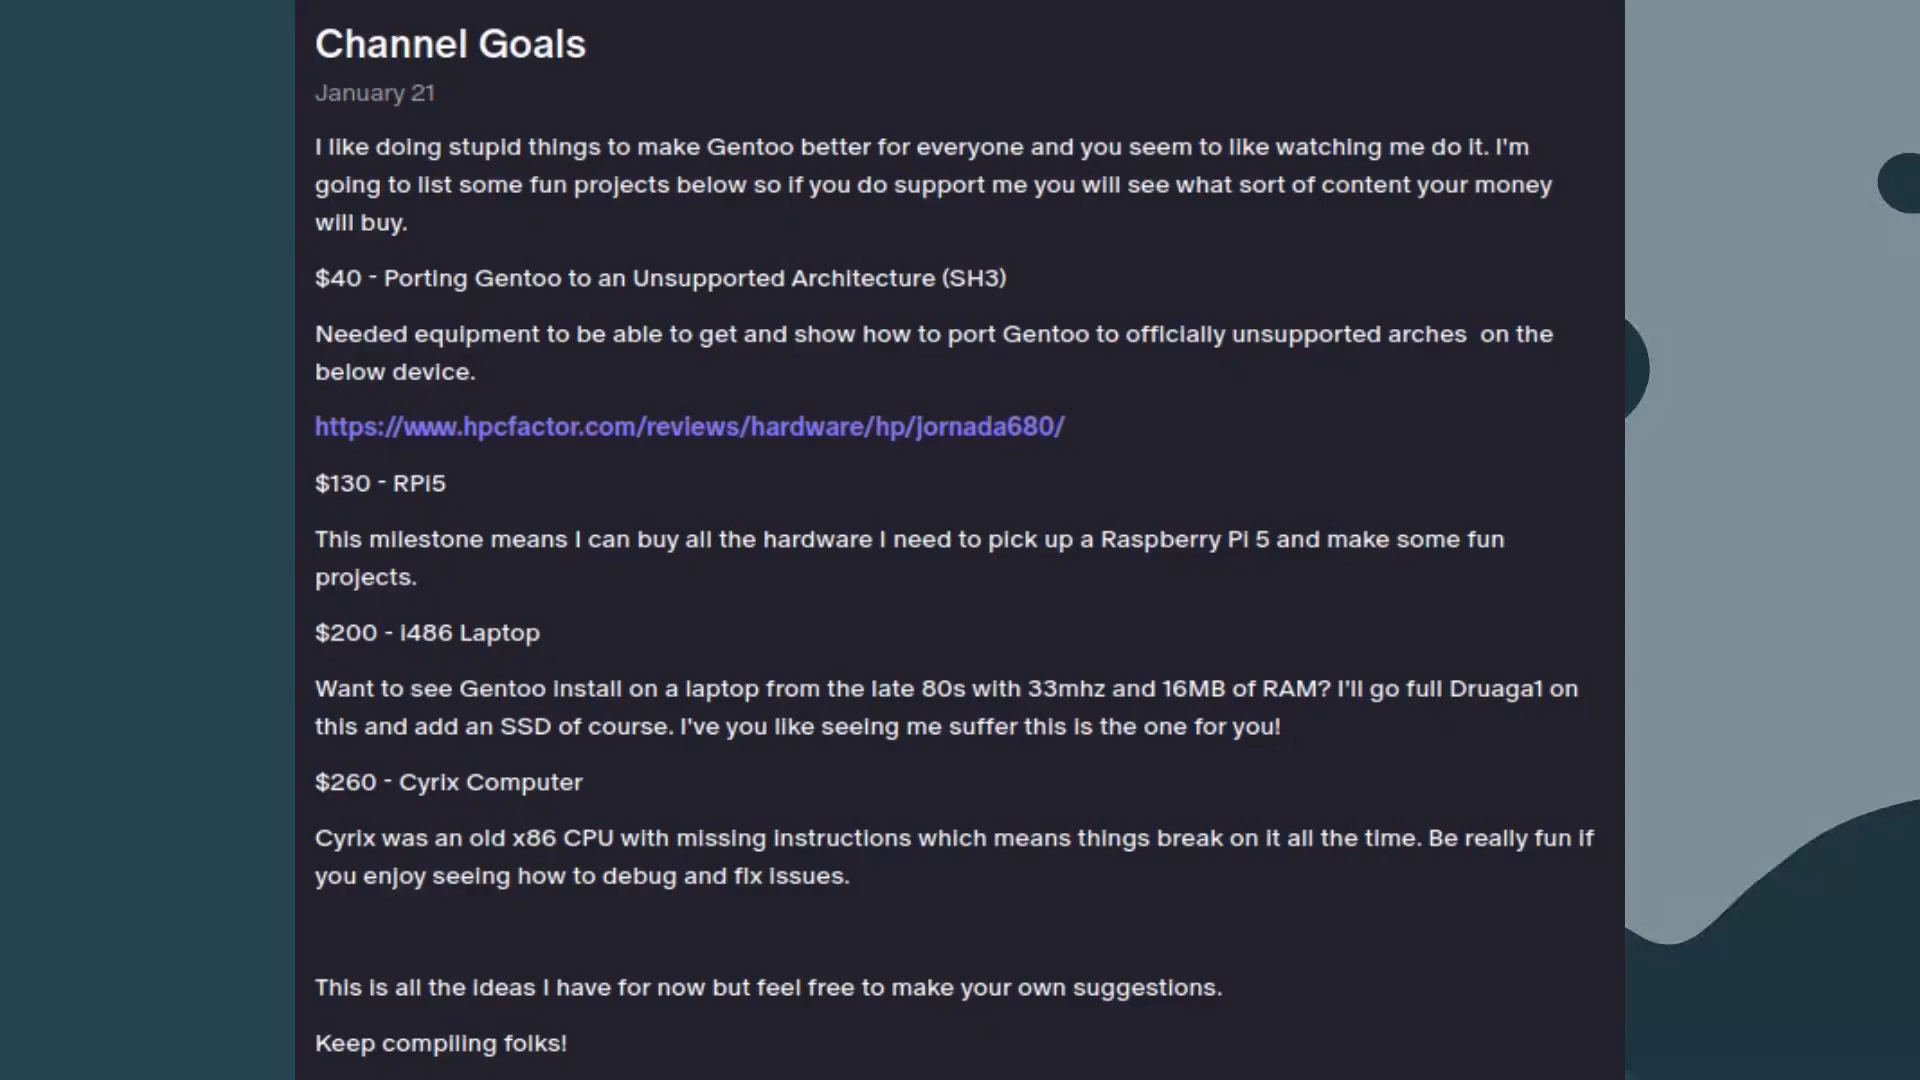 Channel Goals
January 21
I like doing stupid things to make Gentoo better for everyone and you seem to like watching me do it. I'm
going to list some fun projects below so if you do support me you will see what sort of content your money
will buy.
$40 - Porting Gentoo to an Unsupported Architecture (SH3)
Needed equipment to be able to get and show how to port Gentoo to officially unsupported arches  on the
below device.
https://www.hpcfactor.com/reviews/hardware/hp/jornada680/
$130 - RPi5
This milestone means I can buy all the hardware I need to pick up a Raspberry Pi 5 and make some fun
projects.
$200 - i486 Laptop
Want to see Gentoo install on a laptop from the late 80s with 33mhz and 16MB of RAM? I'll go full Druaga1 on
this and add an SSD of course. I've you like seeing me suffer this is the one for you!
$260 - Cyrix Computer
Cyrix was an old x86 CPU with missing instructions which means things break on it all the time. Be really fun if
you enjoy seeing how to debug and fix issues.
This is all the ideas I have for now but feel free to make your own suggestions.
Keep compiling folks!